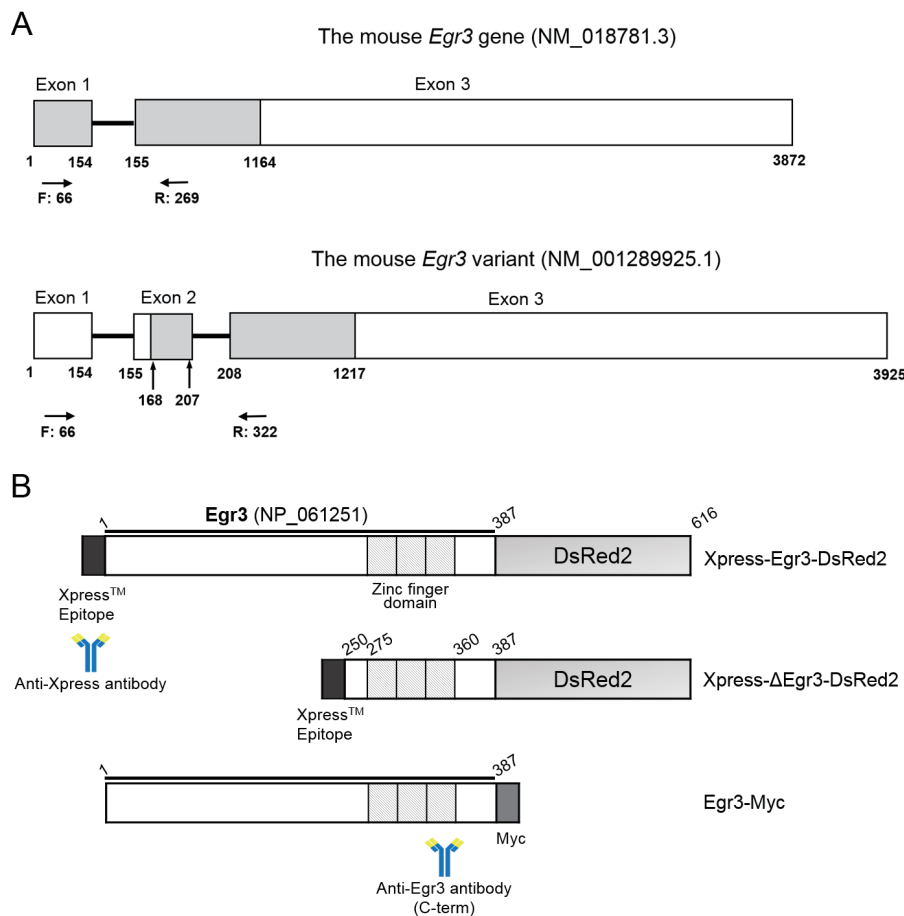 A
The mouse Egr3 gene (NM_018781.3)
Exon 1
Exon 3
1
154
155
1164
3872
F: 66
R: 269
The mouse Egr3 variant (NM_001289925.1)
Exon 1
Exon 2
Exon 3
1
154
155
168
207
208
1217
3925
F: 66
R: 322
B
1
Egr3 (NP_061251)
387
616
DsRed2
Xpress-Egr3-DsRed2
Xpress™
Epitope
Zinc finger
domain
Anti-Xpress antibody
250
275
360
387
DsRed2
Xpress-ΔEgr3-DsRed2
Xpress™
Epitope
1
387
Egr3-Myc
Myc
Anti-Egr3 antibody
(C-term)